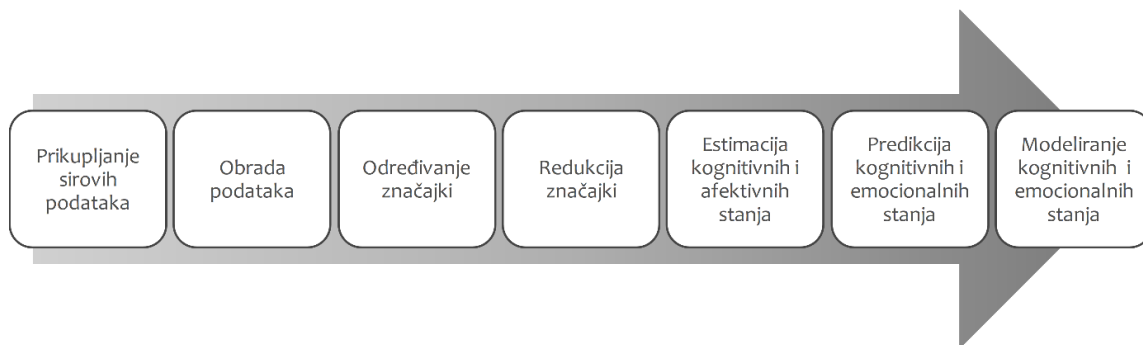 Prikupljanje
sirovih
podataka
Obrada
podataka
Određivanje
značajki
Redukcija
značajki
Estimacija
kognitivnih i
afektivnih
stanja
Predikcija
kognitivnih i
emocionalnih
stanja
Modeliranje
kognitivnih i
emocionalnih
stanja